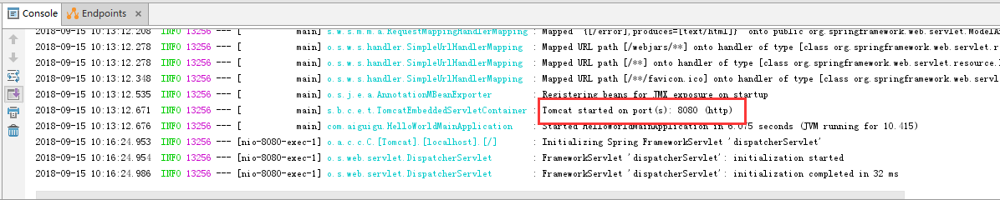 Console Endpoints
2018-09-15 10:13:12.208 INFO 13256 --- [ main] s.w.s.m.m.a.RequestMappingHandlerMapping : Mapped "{[/error],produces=[text/html]}" onto public org.springframework.web.servlet.ModelA
2018-09-15 10:13:12.278 INFO 13256 --- [ main] o.s.w.s.handler.SimpleUrlHandlerMapping : Mapped URL path [/webjars/**] onto handler of type [class org.springframework.web.servlet.r
2018-09-15 10:13:12.278 INFO 13256 --- [ main] o.s.w.s.handler.SimpleUrlHandlerMapping : Mapped URL path [/**] onto handler of type [class org.springframework.web.servlet.resource.
2018-09-15 10:13:12.348 INFO 13256 --- [ main] o.s.w.s.handler.SimpleUrlHandlerMapping : Mapped URL path [/**/favicon.ico] onto handler of type [class org.springframework.web.servl
2018-09-15 10:13:12.535 INFO 13256 --- [ main] o.s.j.e.a.AnnotationMBeanExporter : Registering beans for JMX exposure on startup
2018-09-15 10:13:12.671 INFO 13256 --- [ main] s.b.c.e.t.TomcatEmbeddedServletContainer : Tomcat started on port(s): 8080 (http)
2018-09-15 10:13:12.676 INFO 13256 --- [ main] com.aiguigu.HelloWorldMainApplication : Started HelloWorldMainApplication in 6.075 seconds (JVM running for 10.415)
2018-09-15 10:16:24.953 INFO 13256 --- [nio-8080-exec-1] o.a.c.c.C.[Tomcat].[localhost].[/] : Initializing Spring FrameworkServlet 'dispatcherServlet'
2018-09-15 10:16:24.954 INFO 13256 --- [nio-8080-exec-1] o.s.web.servlet.DispatcherServlet : FrameworkServlet 'dispatcherServlet': initialization started
2018-09-15 10:16:24.986 INFO 13256 --- [nio-8080-exec-1] o.s.web.servlet.DispatcherServlet : FrameworkServlet 'dispatcherServlet': initialization completed in 32 ms